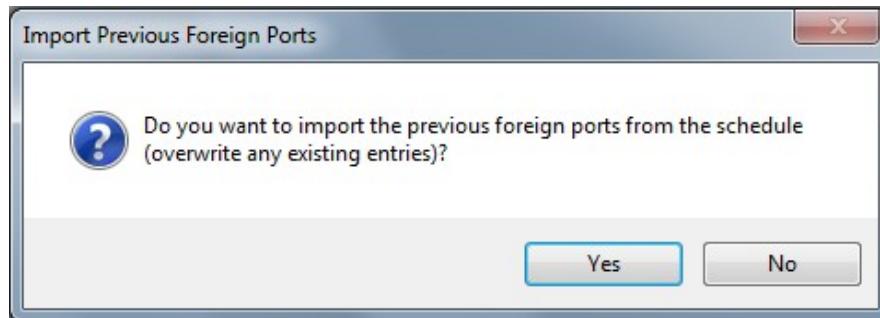 Import Previous Foreign Ports
Do you want to import the previous foreign ports from the schedule
(overwrite any existing entries)?
Yes
No